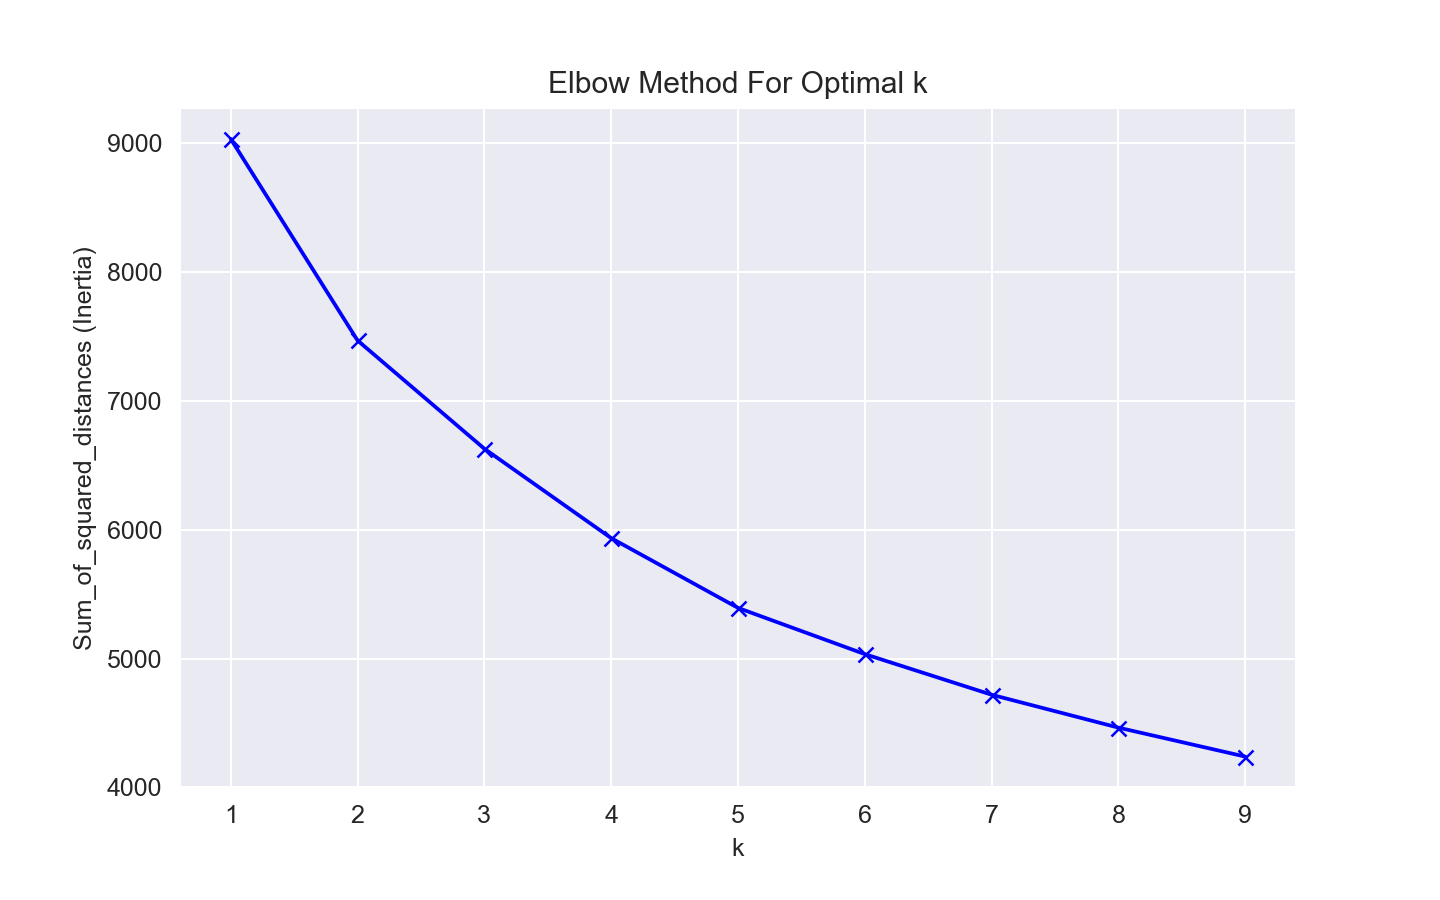 Elbow Method For Optimal k
Sum_of_squared_distances (Inertia)
9000
8000
7000
6000
5000
4000
1 2 3 4 5 6 7 8 9
k